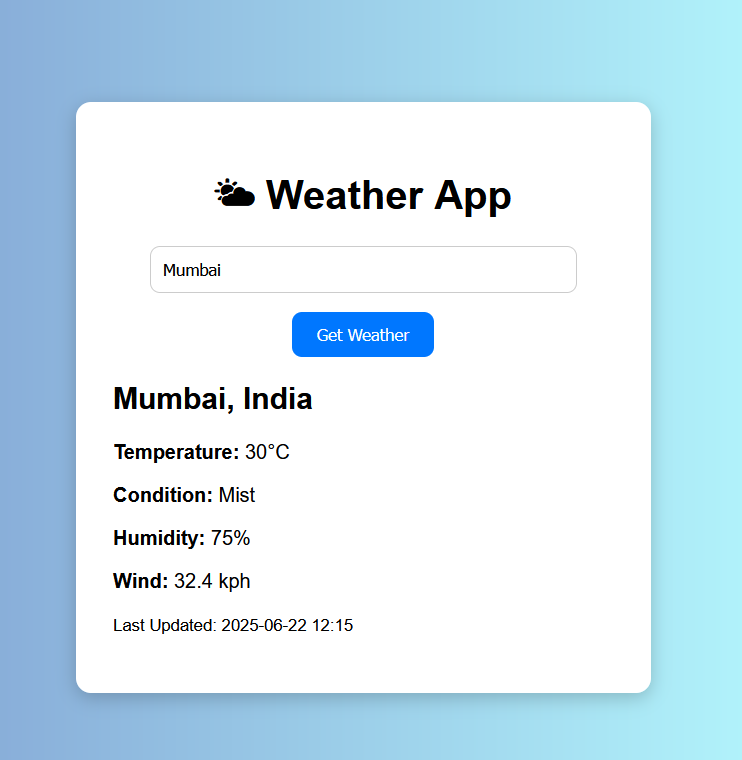 🌥 Weather App
Mumbai
Get Weather
Mumbai, India
Temperature: 30°C
Condition: Mist
Humidity: 75%
Wind: 32.4 kph
Last Updated: 2025-06-22 12:15